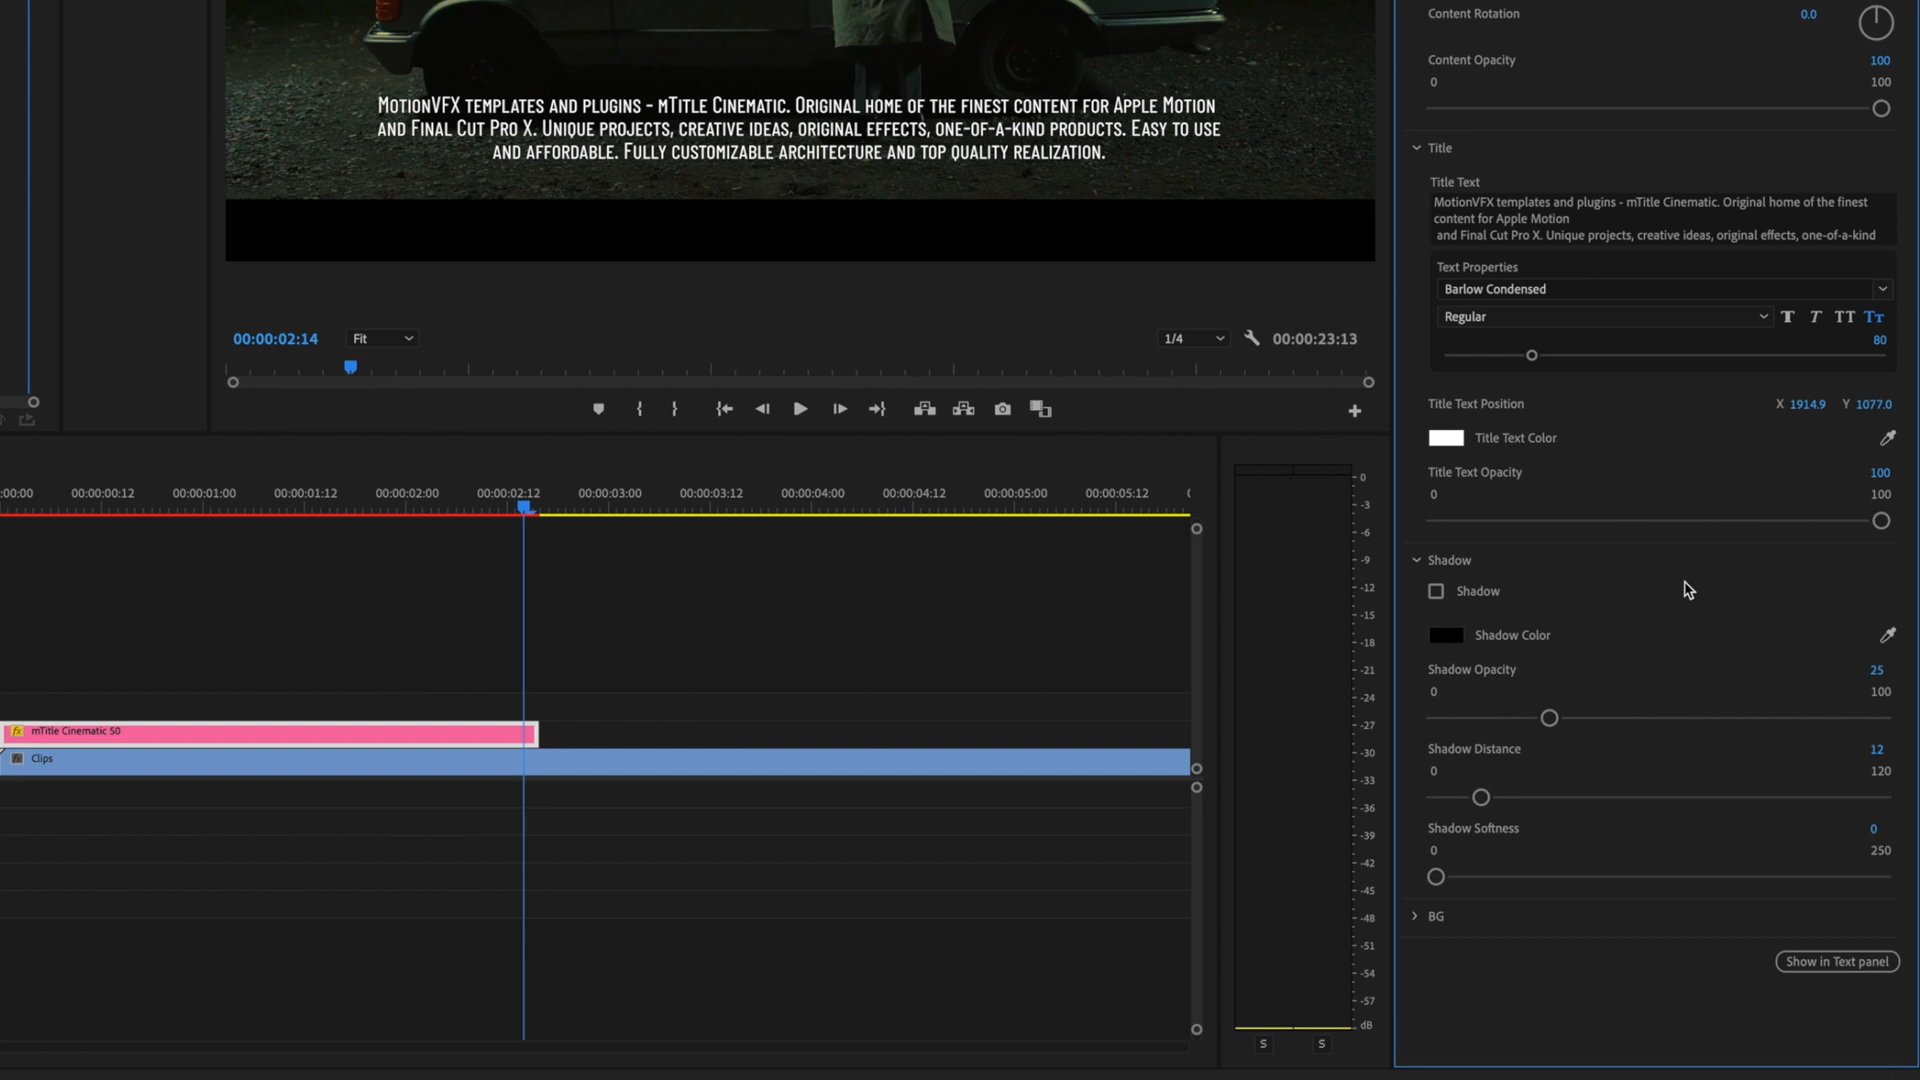 Content Rotation 0.0
Content Opacity 100
0 100
MotionVFX templates and plugins - mTitle Cinematic. Original home of the finest content for Apple Motion
and Final Cut Pro X. Unique projects, creative ideas, original effects, one-of-a-kind products. Easy to use
and affordable. Fully customizable architecture and top quality realization.
Title
Title Text
MotionVFX templates and plugins - mTitle Cinematic. Original home of the finest
content for Apple Motion
and Final Cut Pro X. Unique projects, creative ideas, original effects, one-of-a-kind
Text Properties
Barlow Condensed
Regular T T TT Tt
80
00:00:02:14 Fit 1/4 00:00:23:13
Title Text Position X 1914.9 Y 1077.0
Title Text Color
Title Text Opacity 100
0 100
:00:00 00:00:00:12 00:00:01:00 00:00:01:12 00:00:02:00 00:00:02:12 00:00:03:00 00:00:03:12 00:00:04:00 00:00:04:12 00:00:05:00 00:00:05:12
0
-3
-6
-9
-12
-15
-18
-21
-24
-27
-30
-33
-36
-39
-42
-45
-48
-51
-54
-57
dB
S S
Shadow
Shadow
Shadow Color
Shadow Opacity 25
0 100
Shadow Distance 12
0 120
Shadow Softness 0
0 250
BG
Show in Text panel
fx mTitle Cinematic 50
fx Clips